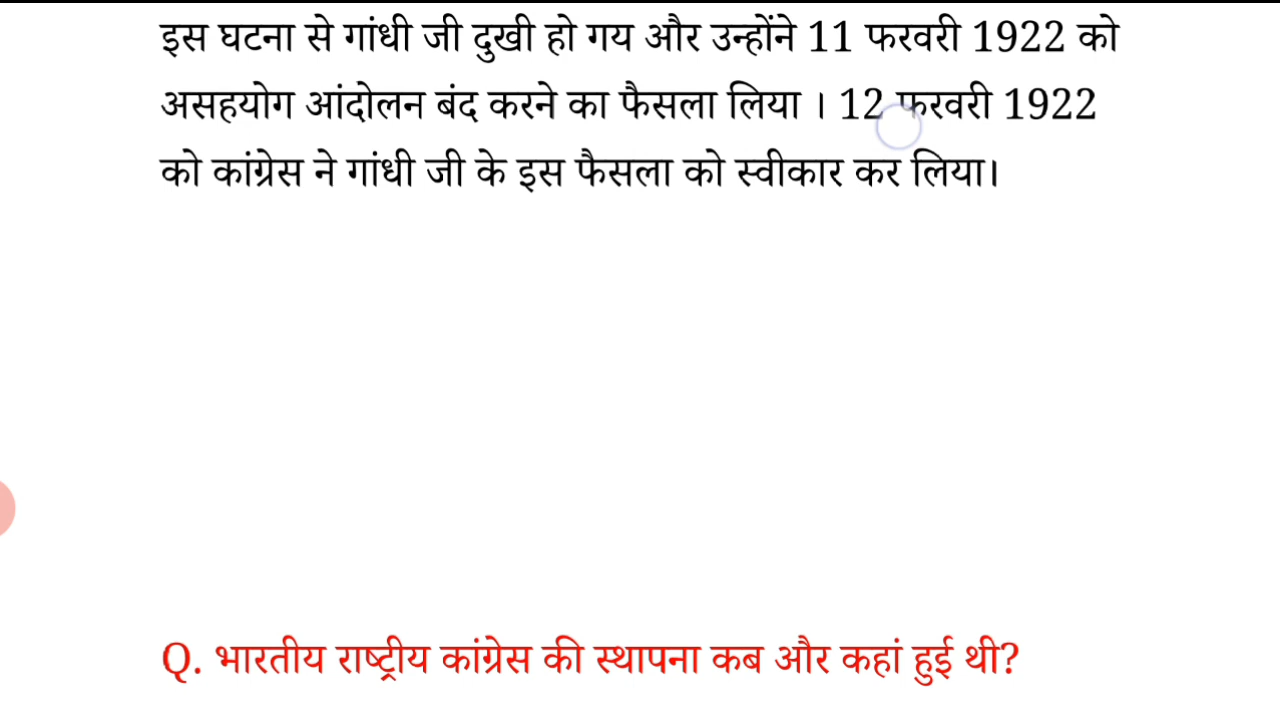 इस घटना से गांधी जी दुखी हो गय और उन्होंने 11 फरवरी 1922 को
असहयोग आंदोलन बंद करने का फैसला लिया । 12 फरवरी 1922
को कांग्रेस ने गांधी जी के इस फैसला को स्वीकार कर लिया।
Q. भारतीय राष्ट्रीय कांग्रेस की स्थापना कब और कहां हुई थी?